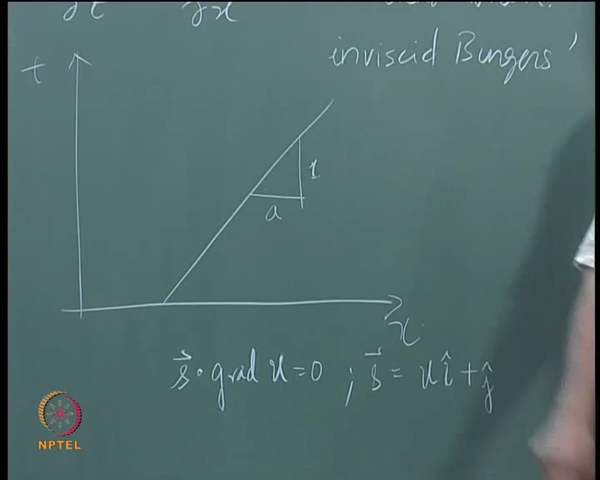 ∂t ∂x
inviscid Burgers'
t
1
a
x
s⃗ · grad u = 0 ; s⃗ = u î + ĵ
NPTEL